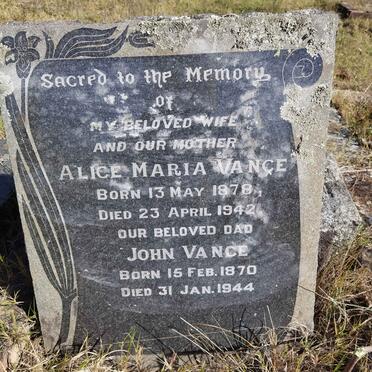 Sacred to the Memory
of
MY BELOVED WIFE
AND OUR MOTHER
ALICE MARIA VANCE
BORN 13 MAY 1878,
DIED 23 APRIL 1942
OUR BELOVED DAD
JOHN VANCE
BORN 15 FEB. 1870
DIED 31 JAN. 1944